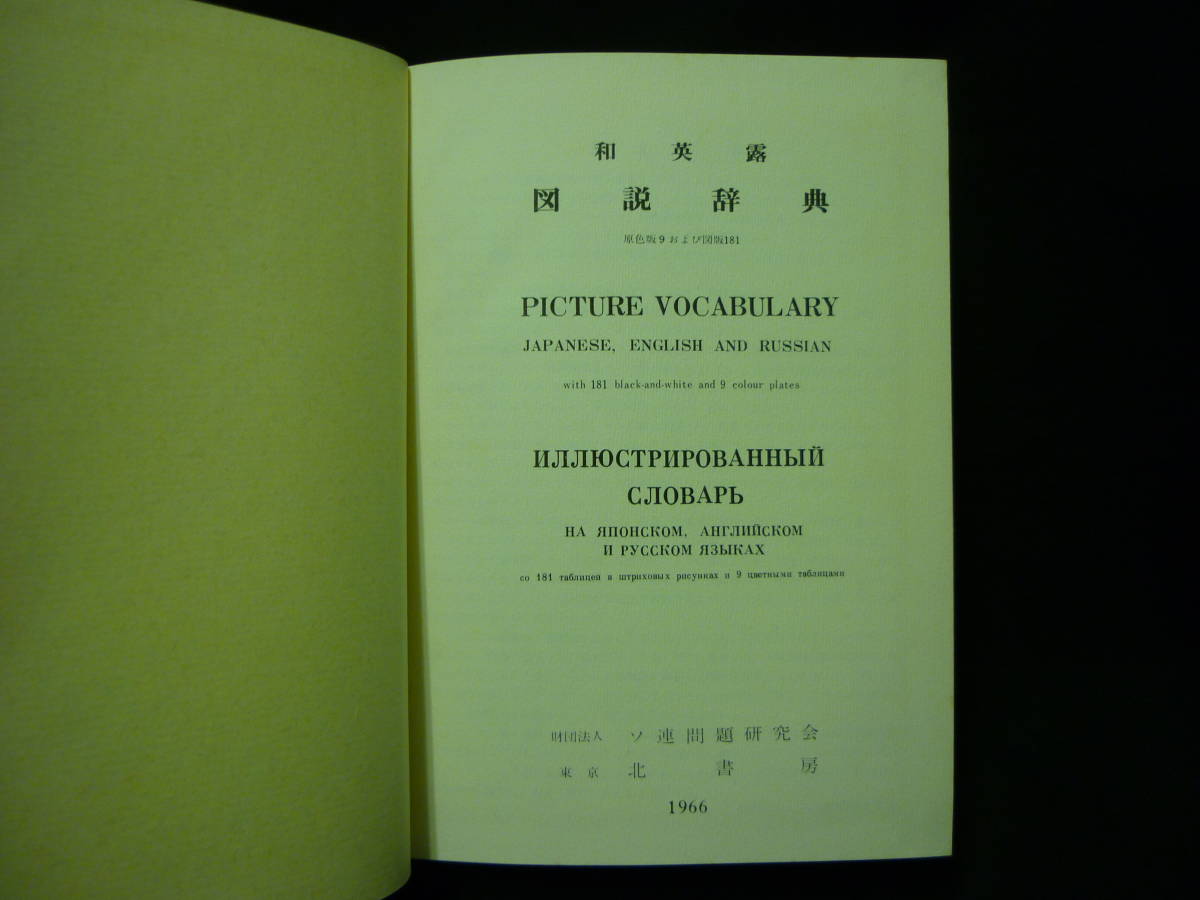 和英露
図説辞典
原色版9および図版181
PICTURE VOCABULARY
JAPANESE, ENGLISH AND RUSSIAN
with 181 black-and-white and 9 colour plates
ИЛЛЮСТРИРОВАННЫЙ
СЛОВАРЬ
НА ЯПОНСКОМ, АНГЛИЙСКОМ
И РУССКОМ ЯЗЫКАХ
со 181 таблицей в штриховых рисунках и 9 цветными таблицами
財団法人 ソ連問題研究会
東京 北書房
1966